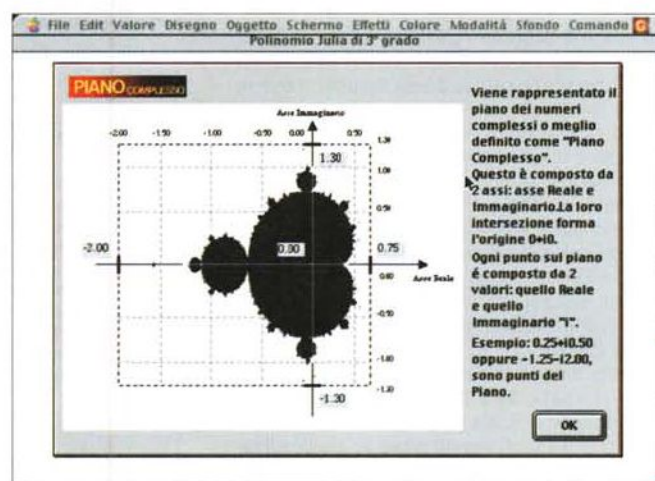 File Edit Valore Disegno Oggetto Schermo Effetti Colore Modalitá Sfondo Comando
Polinomio Julia di 3° grado
PIANO COMPLESSO
Asse Immaginario
-2.00 -1.50 -1.00 -0.50 0.00 0.50
1.30
1.30
1.00
0.50
-2.00
0.00
0.75
0.00
Asse Reale
-0.50
-1.00
-1.30
-1.30
Viene rappresentato il
piano dei numeri
complessi o meglio
definito come "Piano
Complesso".
Questo é composto da
2 assi: asse Reale e
Immaginario.La loro
intersezione forma
l'origine 0+i0.
Ogni punto sul piano
é composto da 2
valori: quello Reale
e quello
Immaginario "i".
Esempio: 0.25+i0.50
oppure -1.25-i2.00,
sono punti del
Piano.
OK